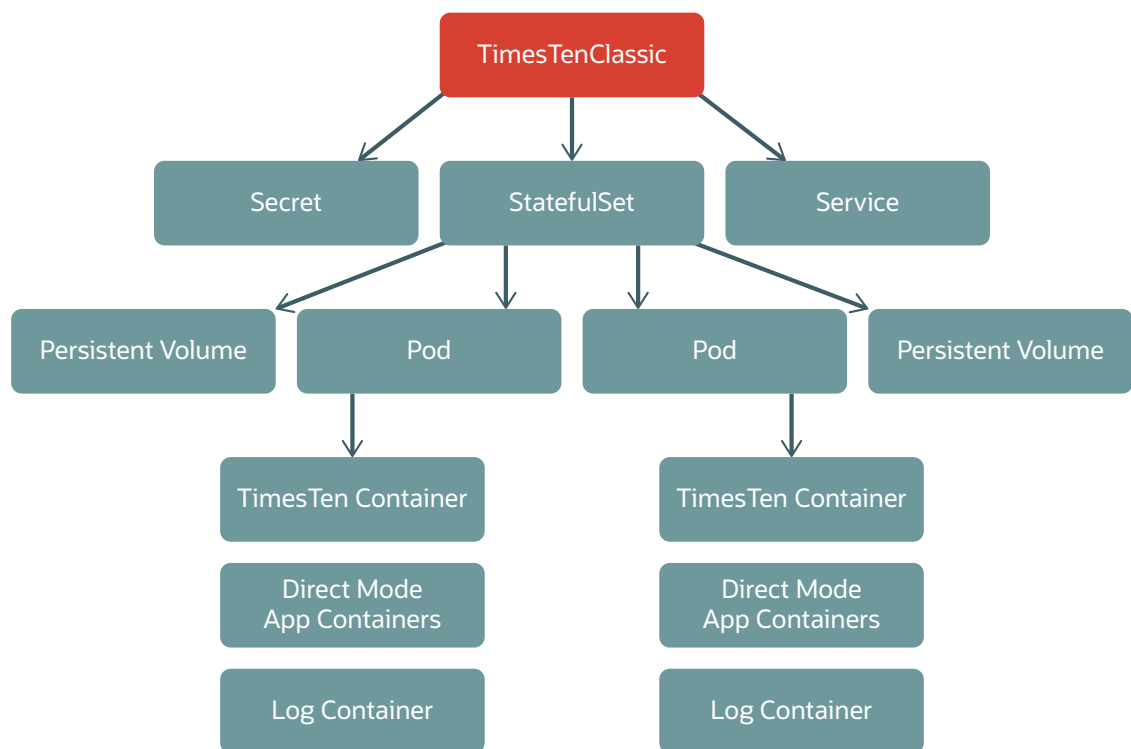 TimesTenClassic
Secret
StatefulSet
Service
Persistent Volume
Pod
Pod
Persistent Volume
TimesTen Container
TimesTen Container
Direct Mode
App Containers
Direct Mode
App Containers
Log Container
Log Container